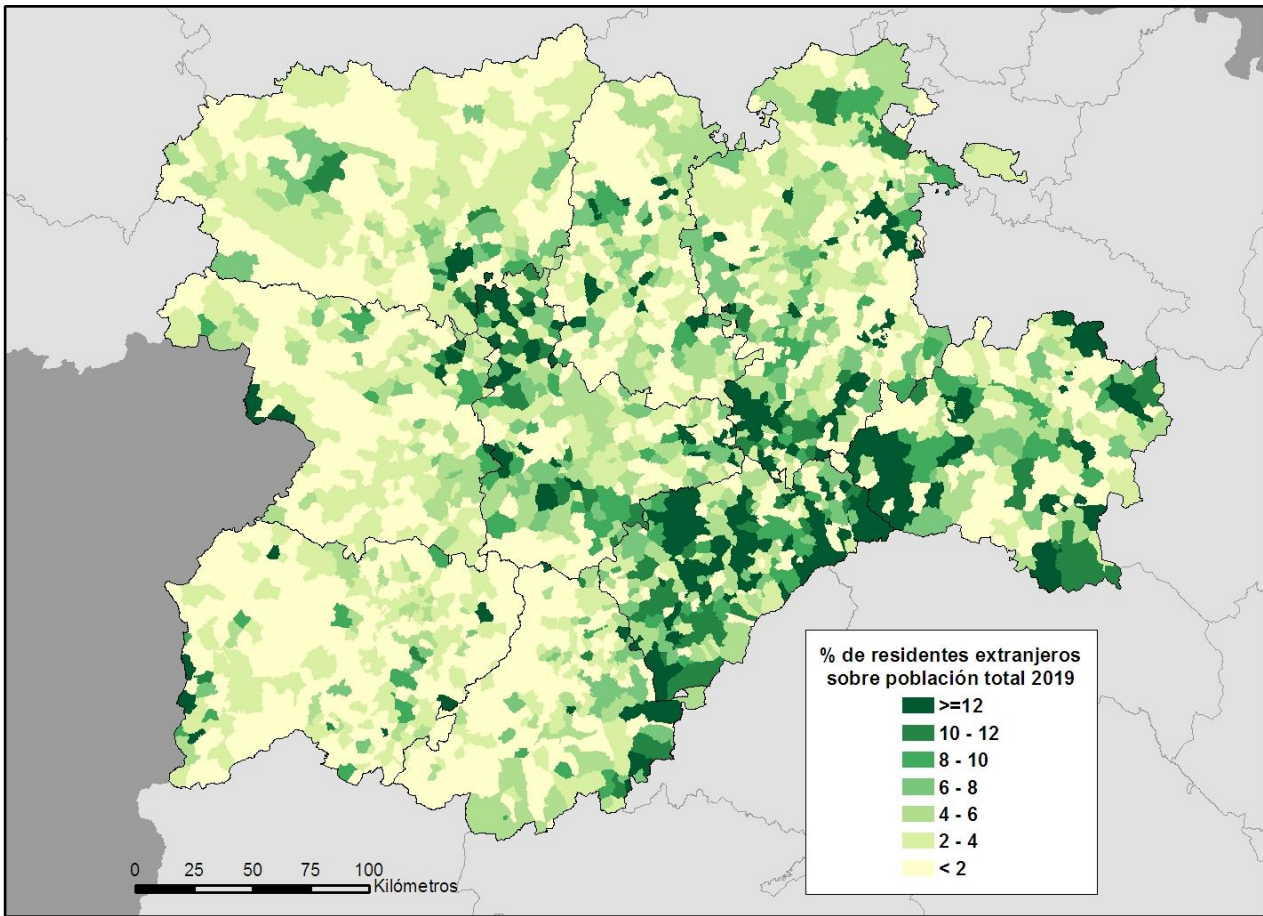 % de residentes extranjeros
sobre población total 2019
>=12
10 - 12
8 - 10
6 - 8
4 - 6
2 - 4
< 2
0 25 50 75 100
Kilómetros